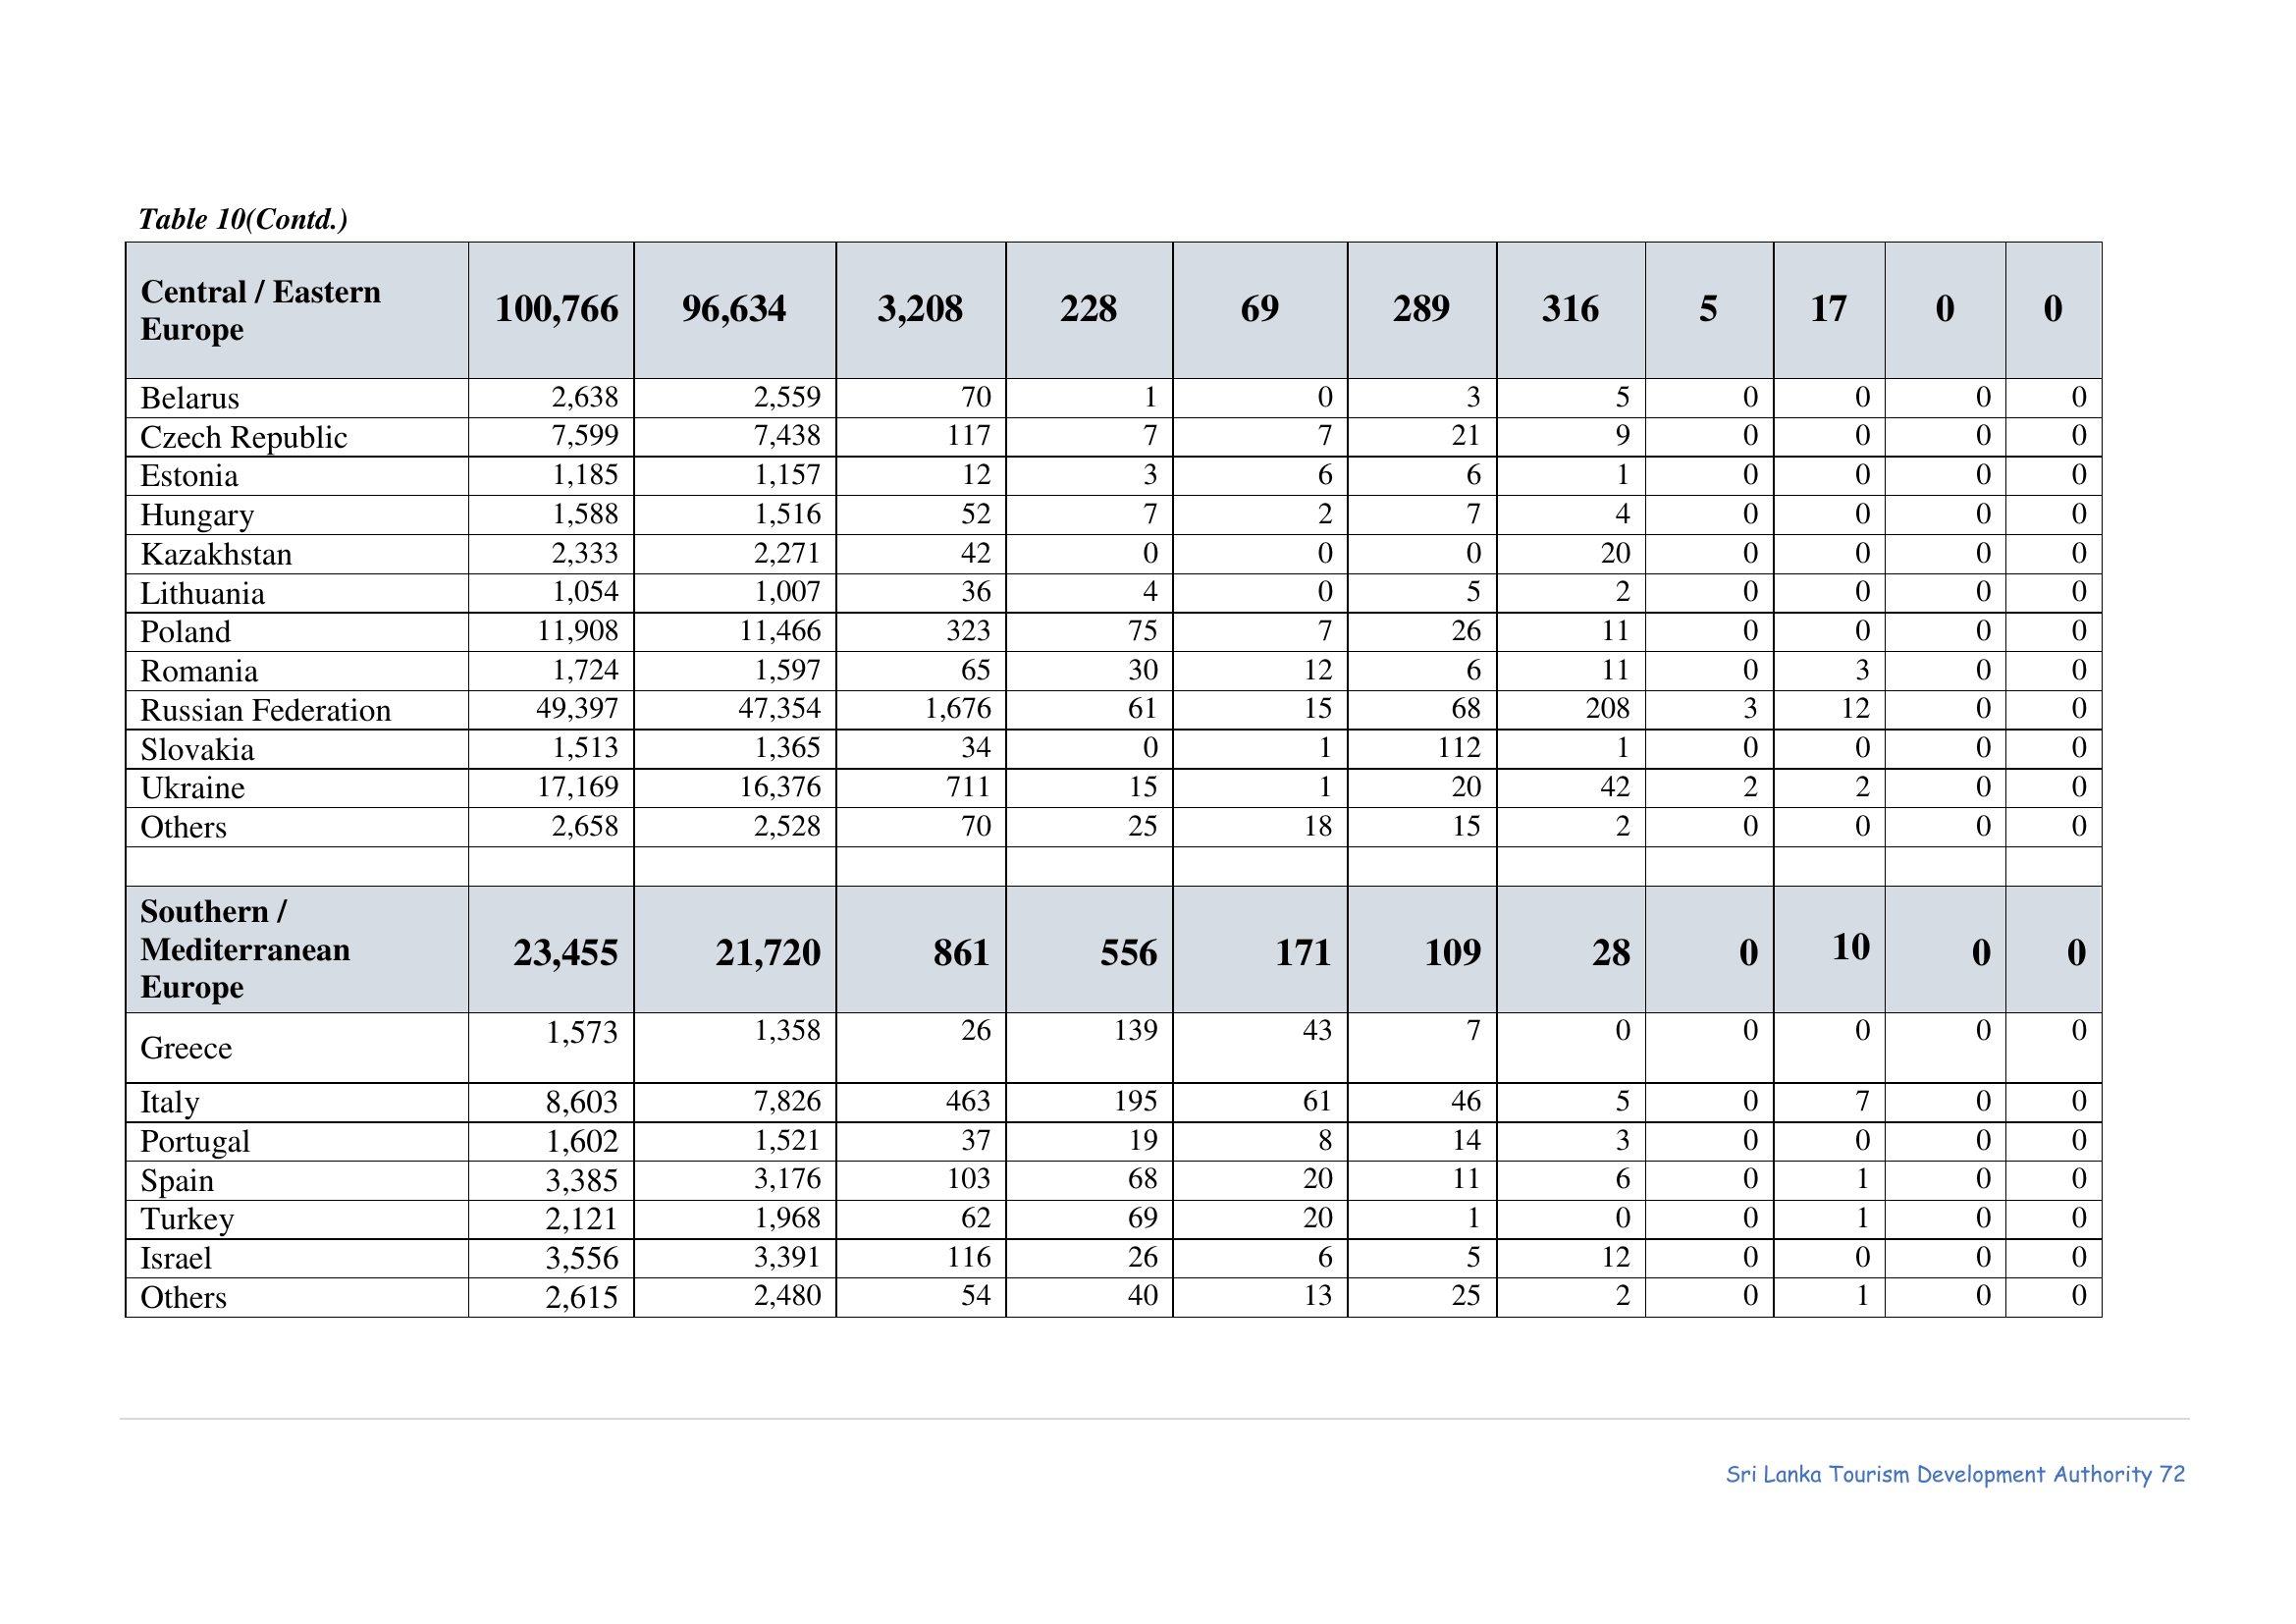 Table 10(Contd.)
Central / Eastern
Europe 100,766 96,634 3,208 228 69 289 316 5 17 0 0
Belarus 2,638 2,559 70 1 0 3 5 0 0 0 0
Czech Republic 7,599 7,438 117 7 7 21 9 0 0 0 0
Estonia 1,185 1,157 12 3 6 6 1 0 0 0 0
Hungary 1,588 1,516 52 7 2 7 4 0 0 0 0
Kazakhstan 2,333 2,271 42 0 0 0 20 0 0 0 0
Lithuania 1,054 1,007 36 4 0 5 2 0 0 0 0
Poland 11,908 11,466 323 75 7 26 11 0 0 0 0
Romania 1,724 1,597 65 30 12 6 11 0 3 0 0
Russian Federation 49,397 47,354 1,676 61 15 68 208 3 12 0 0
Slovakia 1,513 1,365 34 0 1 112 1 0 0 0 0
Ukraine 17,169 16,376 711 15 1 20 42 2 2 0 0
Others 2,658 2,528 70 25 18 15 2 0 0 0 0
Southern /
Mediterranean
Europe 23,455 21,720 861 556 171 109 28 0 10 0 0
Greece 1,573 1,358 26 139 43 7 0 0 0 0 0
Italy 8,603 7,826 463 195 61 46 5 0 7 0 0
Portugal 1,602 1,521 37 19 8 14 3 0 0 0 0
Spain 3,385 3,176 103 68 20 11 6 0 1 0 0
Turkey 2,121 1,968 62 69 20 1 0 0 1 0 0
Israel 3,556 3,391 116 26 6 5 12 0 0 0 0
Others 2,615 2,480 54 40 13 25 2 0 1 0 0
Sri Lanka Tourism Development Authority 72